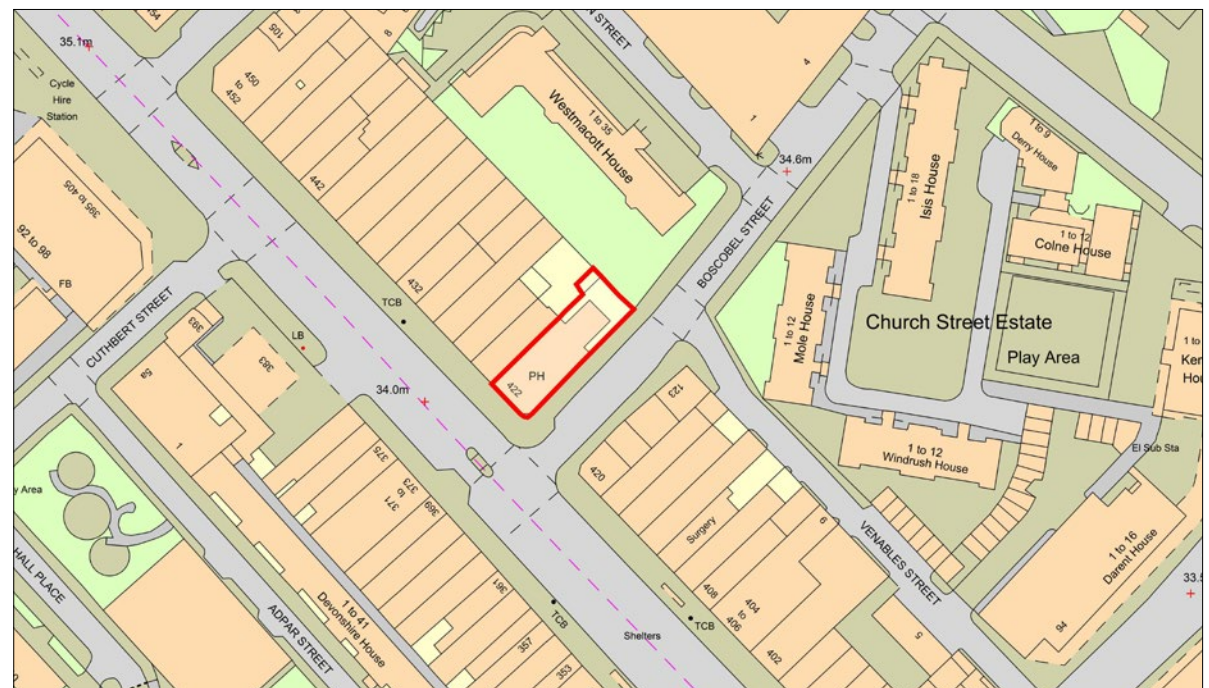 454
105
8
35.1m
Cycle
Hire
Station
450
to
452
442
432
395 to 405
92 to 98
FB
CUTHBERT STREET
TCB
LB
393
383
5a
1
34.0m
Westmacott House
1 to 35
N STREET
4
1
34.6m
BOSCOBEL STREET
PH
422
1 to 18
Isis House
1 to 9
Derry House
1 to 12
Colne House
1 to 12
Mole House
Church Street Estate
Play Area
1 to
Ken
Hou
1 to 12
Windrush House
El Sub Sta
123
420
Surgery
9
408
404
to
406
402
VENABLES STREET
5
1 to 16
Darent House
94
33.5
375
373
to
371
369
361
357
353
TCB
Shelters
TCB
1 to 41
Devonshire House
ADPAR STREET
HALL PLACE
y Area